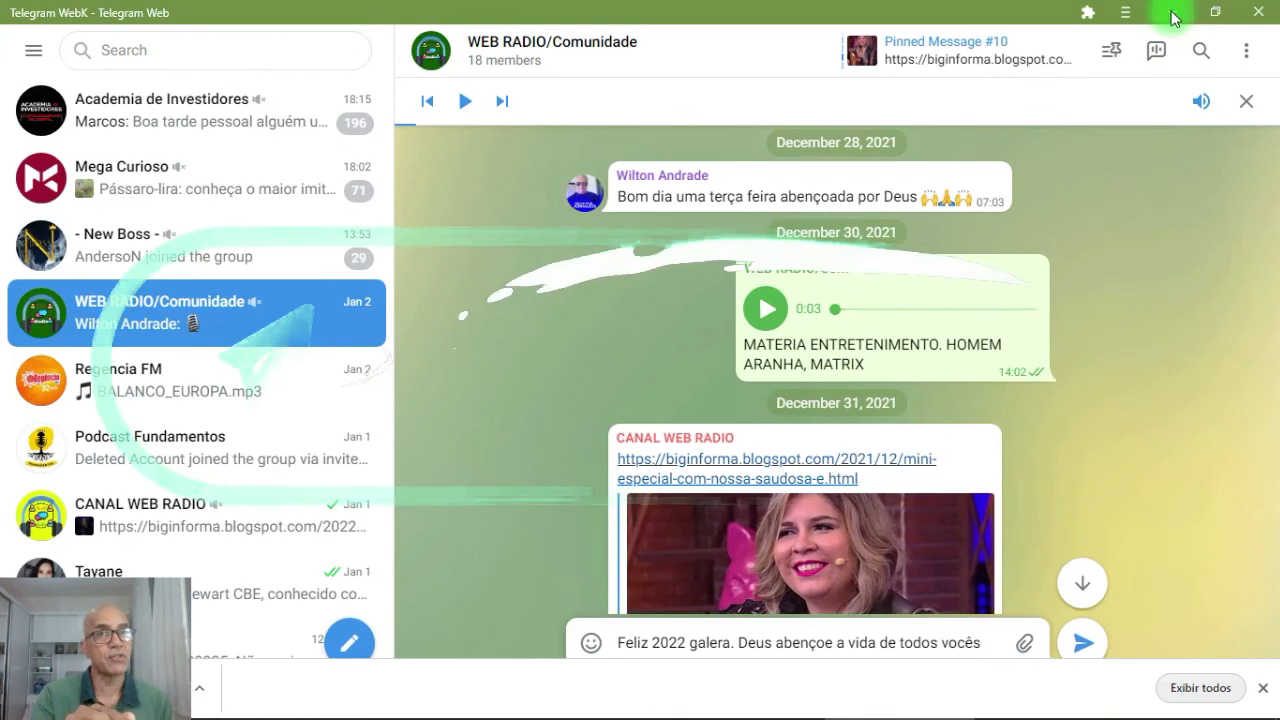 Telegram WebK - Telegram Web
Search
WEB RADIO/Comunidade
18 members
Pinned Message #10
https://biginforma.blogspot.co...
Academia de Investidores
18:15
Marcos: Boa tarde pessoal alguém u...
196
Mega Curioso
18:02
Pássaro-lira: conheça o maior imit...
71
- New Boss -
13:53
AndersoN joined the group
29
WEB RADIO/Comunidade
Jan 2
Wilton Andrade:
Regencia FM
Jan 2
BALANCO_EUROPA.mp3
Podcast Fundamentos
Jan 1
Deleted Account joined the group via invite...
CANAL WEB RADIO
Jan 1
https://biginforma.blogspot.com/2022...
Tayane
Jan 1
ewart CBE, conhecido co...
December 28, 2021
Wilton Andrade
Bom dia uma terça feira abençoada por Deus 🙌🙏🙌
07:03
December 30, 2021
0:03
MATERIA ENTRETENIMENTO. HOMEM
ARANHA, MATRIX
14:02
December 31, 2021
CANAL WEB RADIO
https://biginforma.blogspot.com/2021/12/mini-
especial-com-nossa-saudosa-e.html
Feliz 2022 galera. Deus abençoe a vida de todos vocês
Exibir todos